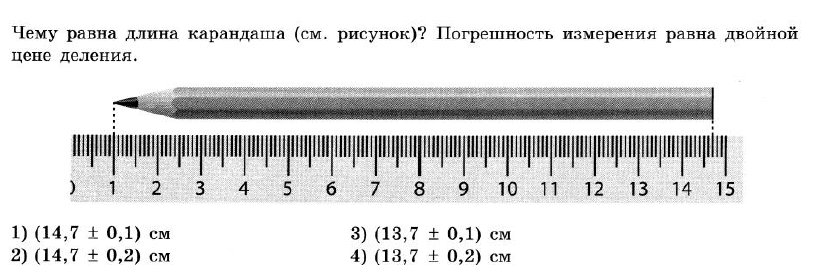 Чему равна длина карандаша (см. рисунок)? Погрешность измерения равна двойной
цене деления.
0 1 2 3 4 5 6 7 8 9 10 11 12 13 14 15
1) (14,7 ± 0,1) см 3) (13,7 ± 0,1) см
2) (14,7 ± 0,2) см 4) (13,7 ± 0,2) см